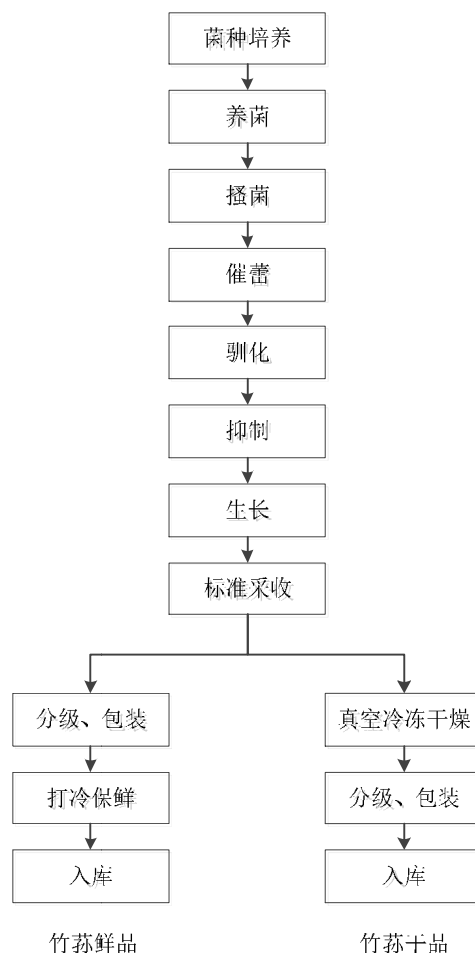 菌种培养
养菌
搔菌
催蕾
驯化
抑制
生长
标准采收
分级、包装
真空冷冻干燥
打冷保鲜
分级、包装
入库
入库
竹荪鲜品
竹荪干品